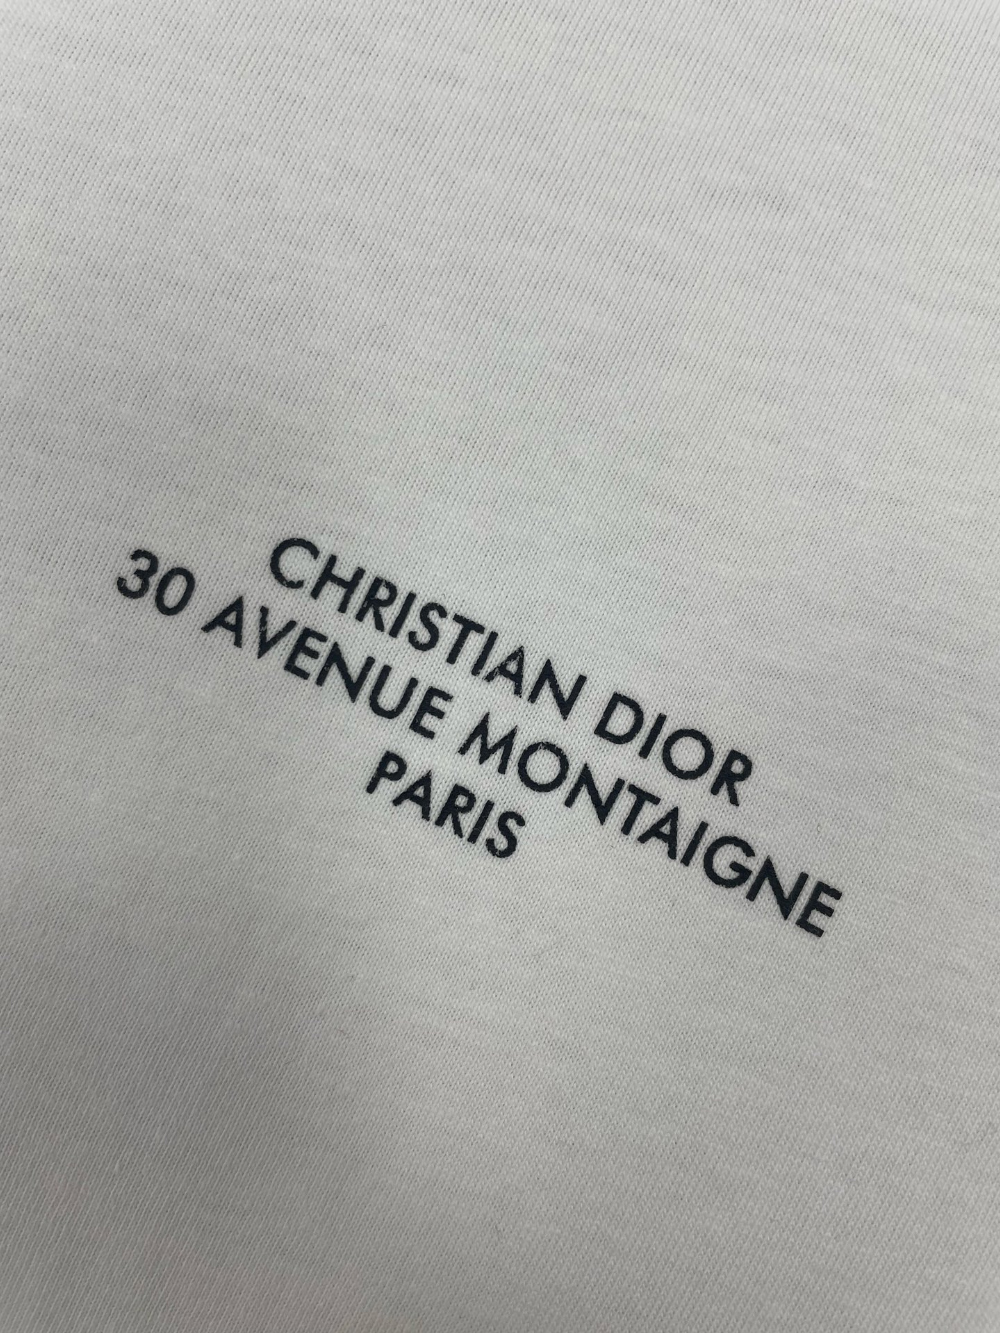 CHRISTIAN DIOR
30 AVENUE MONTAIGNE
PARIS